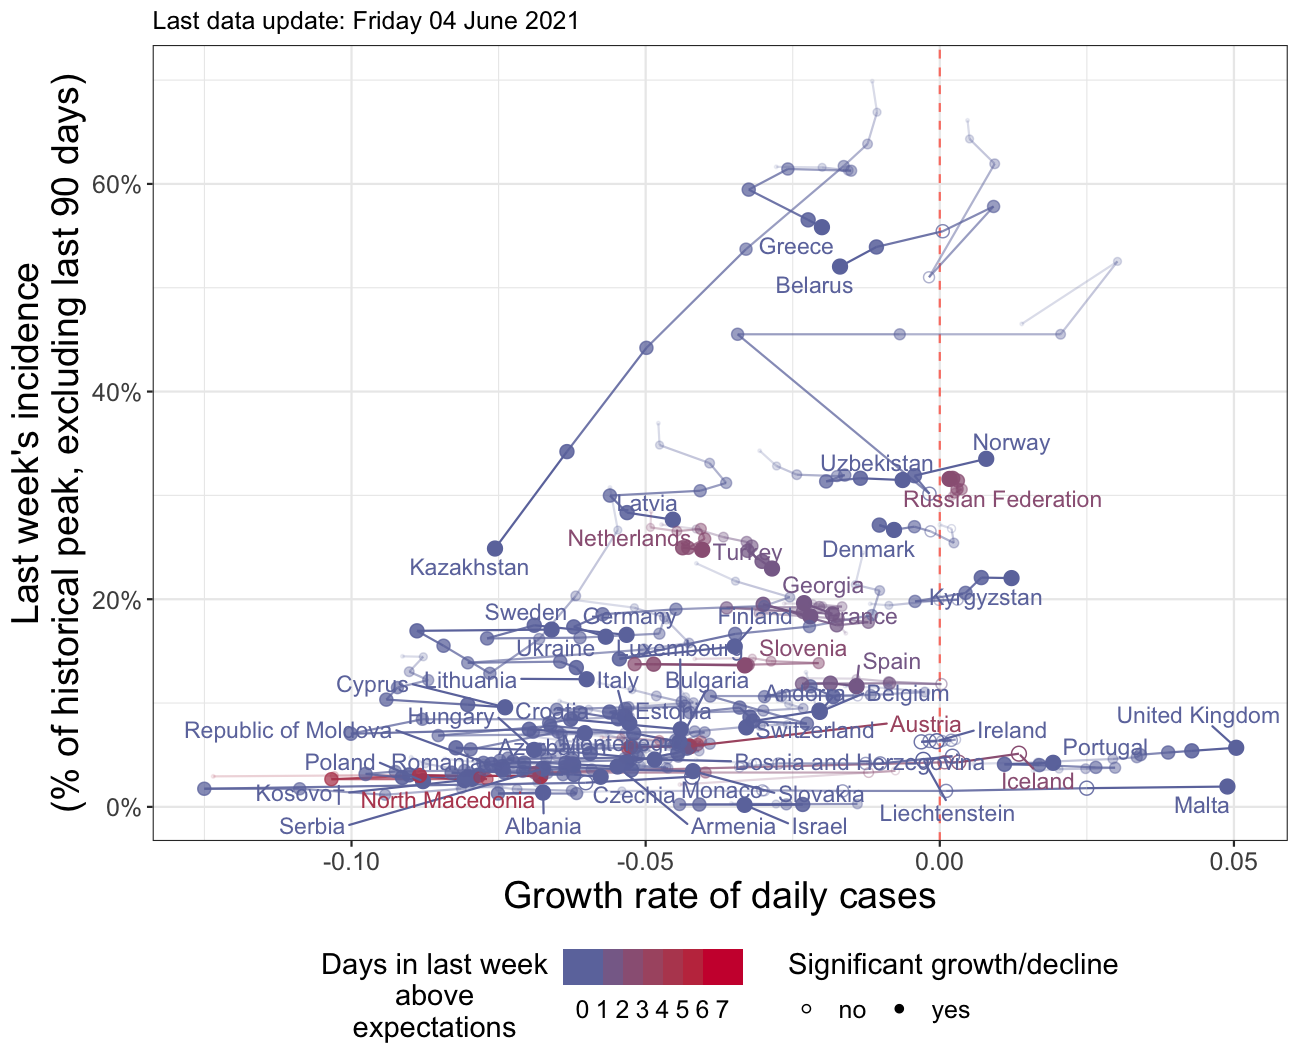 Last data update: Friday 04 June 2021
Last week's incidence
(% of historical peak, excluding last 90 days)
60%
40%
20%
0%
Greece
Belarus
Norway
Uzbekistan
Russian Federation
Latvia
Netherlands
Turkey
Denmark
Kazakhstan
Georgia
Kyrgyzstan
Sweden
Germany
Finland
France
Ukraine
Luxembourg
Slovenia
Spain
Cyprus
Lithuania
Italy
Bulgaria
Andorra
Belgium
Hungary
Croatia
Estonia
United Kingdom
Republic of Moldova
Switzerland
Austria
Ireland
Azerbaijan
Montenegro
Portugal
Poland
Romania
Bosnia and Herzegovina
Iceland
Kosovo†
North Macedonia
Czechia
Monaco
Slovakia
Malta
Liechtenstein
Serbia
Albania
Armenia
Israel
-0.10
-0.05
0.00
0.05
Growth rate of daily cases
Days in last week
above
expectations
0 1 2 3 4 5 6 7
Significant growth/decline
no
yes